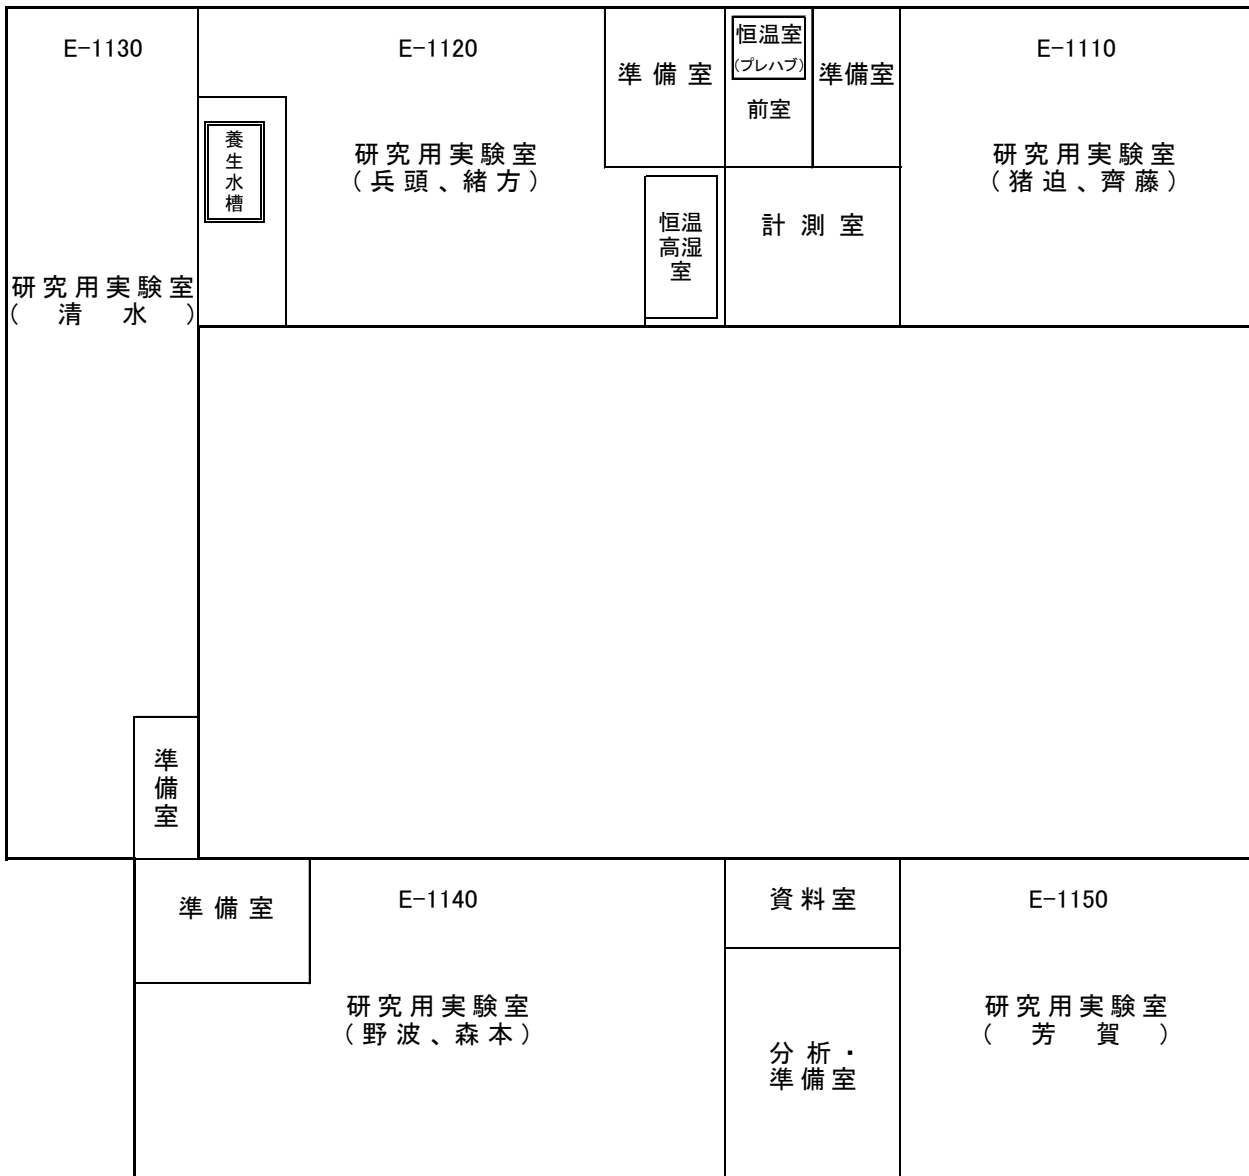 E-1130
研究用実験室
(清水)
養生水槽
E-1120
研究用実験室
(兵頭、緒方)
準備室
恒温高湿室
恒温室
(プレハブ)
前室
準備室
計測室
E-1110
研究用実験室
(猪迫、齊藤)
準備室
準備室
E-1140
研究用実験室
(野波、森本)
資料室
分析・
準備室
E-1150
研究用実験室
(芳賀)